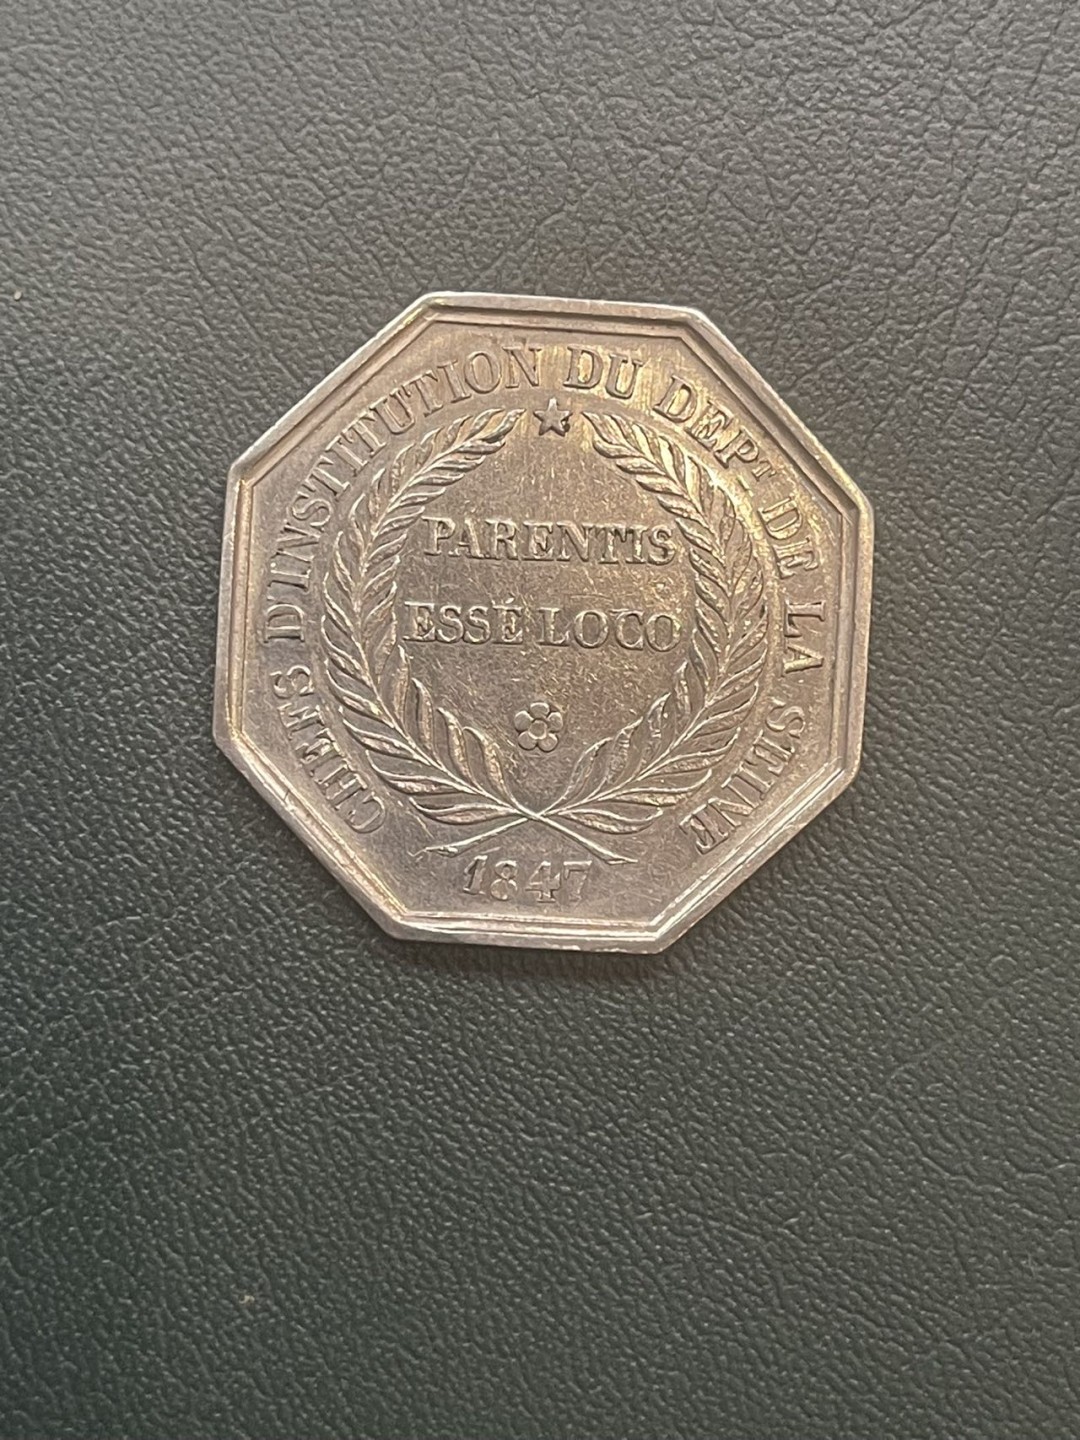 CHEFS D'INSTITUTION DU DEPT DE LA SEINE
PARENTIS
ESSE LOCO
1847